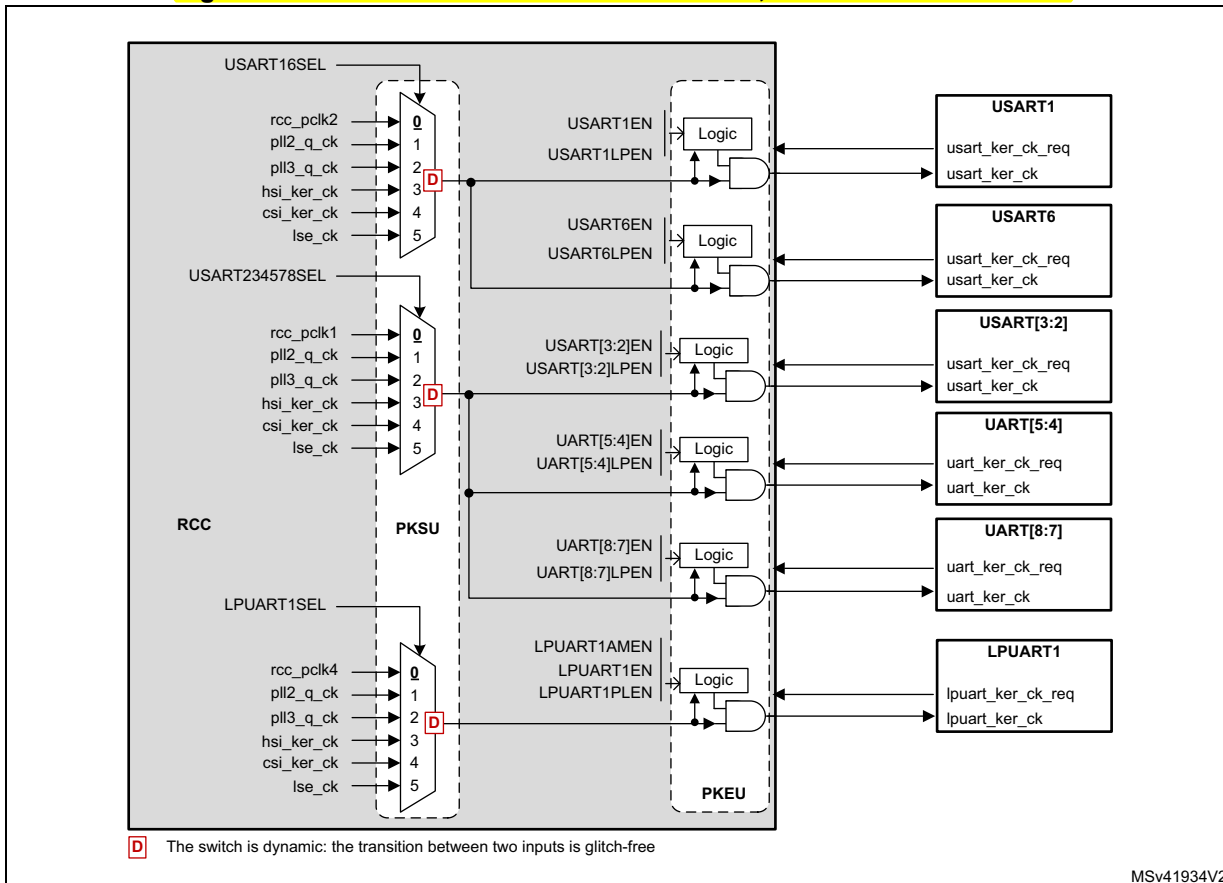 USART16SEL
rcc_pclk2
0
pll2_q_ck
1
pll3_q_ck
2
hsi_ker_ck
3
csi_ker_ck
4
lse_ck
5
D
USART1EN
USART1LPEN
Logic
USART1
usart_ker_ck_req
usart_ker_ck
USART6EN
USART6LPEN
Logic
USART6
usart_ker_ck_req
usart_ker_ck
USART234578SEL
rcc_pclk1
0
pll2_q_ck
1
pll3_q_ck
2
hsi_ker_ck
3
csi_ker_ck
4
lse_ck
5
D
USART[3:2]EN
USART[3:2]LPEN
Logic
USART[3:2]
usart_ker_ck_req
usart_ker_ck
UART[5:4]EN
UART[5:4]LPEN
Logic
UART[5:4]
uart_ker_ck_req
uart_ker_ck
RCC
PKSU
UART[8:7]EN
UART[8:7]LPEN
Logic
UART[8:7]
uart_ker_ck_req
uart_ker_ck
LPUART1SEL
rcc_pclk4
0
pll2_q_ck
1
pll3_q_ck
2
hsi_ker_ck
3
csi_ker_ck
4
lse_ck
5
D
LPUART1AMEN
LPUART1EN
LPUART1PLEN
Logic
LPUART1
lpuart_ker_ck_req
lpuart_ker_ck
PKEU
D The switch is dynamic: the transition between two inputs is glitch-free
MSv41934V2